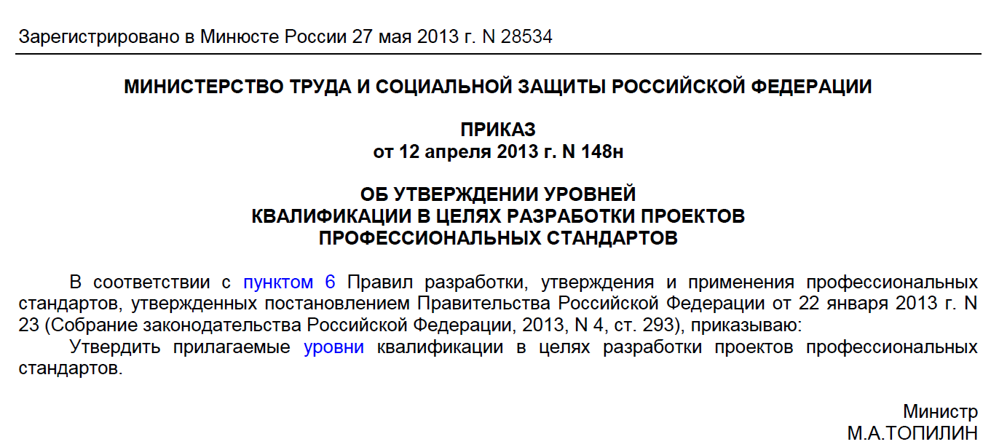 Зарегистрировано в Минюсте России 27 мая 2013 г. N 28534
МИНИСТЕРСТВО ТРУДА И СОЦИАЛЬНОЙ ЗАЩИТЫ РОССИЙСКОЙ ФЕДЕРАЦИИ
ПРИКАЗ
от 12 апреля 2013 г. N 148н
ОБ УТВЕРЖДЕНИИ УРОВНЕЙ
КВАЛИФИКАЦИИ В ЦЕЛЯХ РАЗРАБОТКИ ПРОЕКТОВ
ПРОФЕССИОНАЛЬНЫХ СТАНДАРТОВ
В соответствии с пунктом 6 Правил разработки, утверждения и применения профессиональных
стандартов, утвержденных постановлением Правительства Российской Федерации от 22 января 2013 г. N
23 (Собрание законодательства Российской Федерации, 2013, N 4, ст. 293), приказываю:
Утвердить прилагаемые уровни квалификации в целях разработки проектов профессиональных
стандартов.
Министр
М.А.ТОПИЛИН